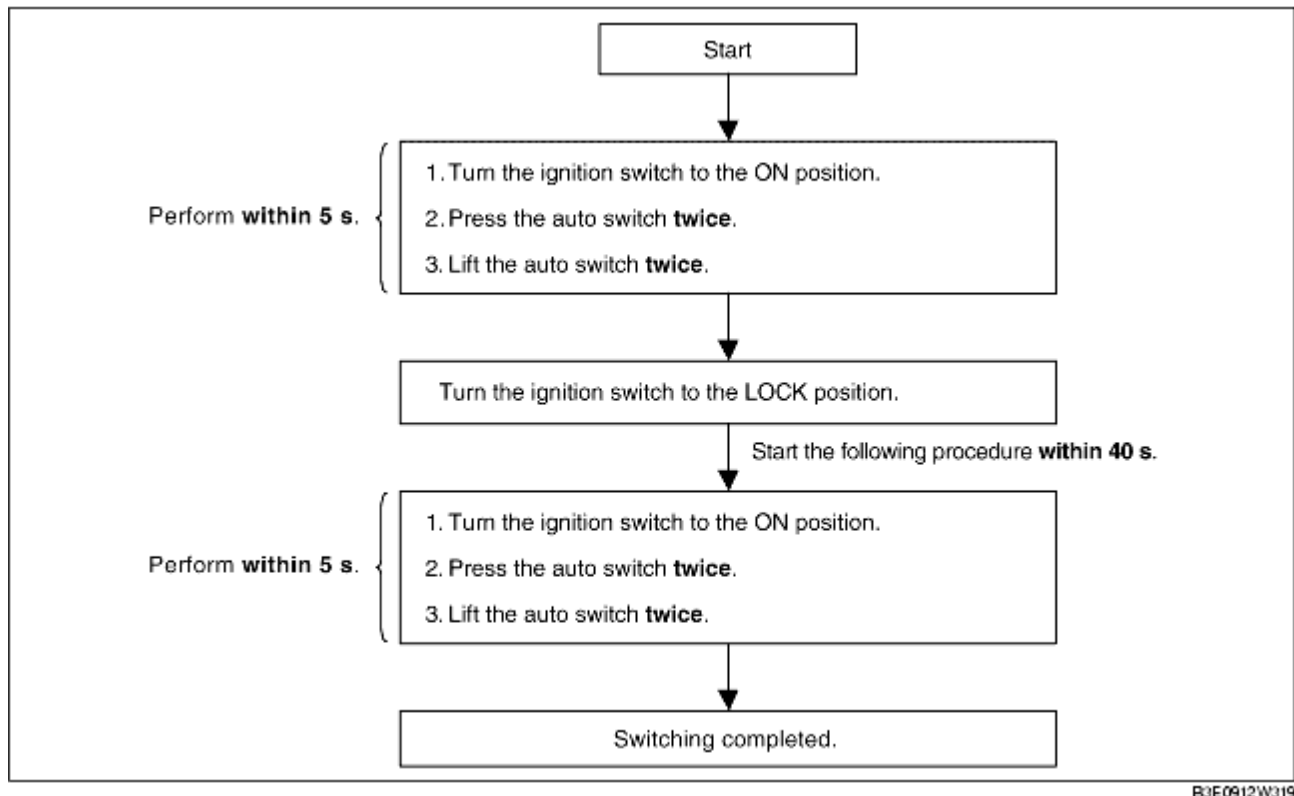 Start
Perform within 5 s.
1. Turn the ignition switch to the ON position.
2. Press the auto switch twice.
3. Lift the auto switch twice.
Turn the ignition switch to the LOCK position.
Start the following procedure within 40 s.
Perform within 5 s.
1. Turn the ignition switch to the ON position.
2. Press the auto switch twice.
3. Lift the auto switch twice.
Switching completed.
B3E0912W319